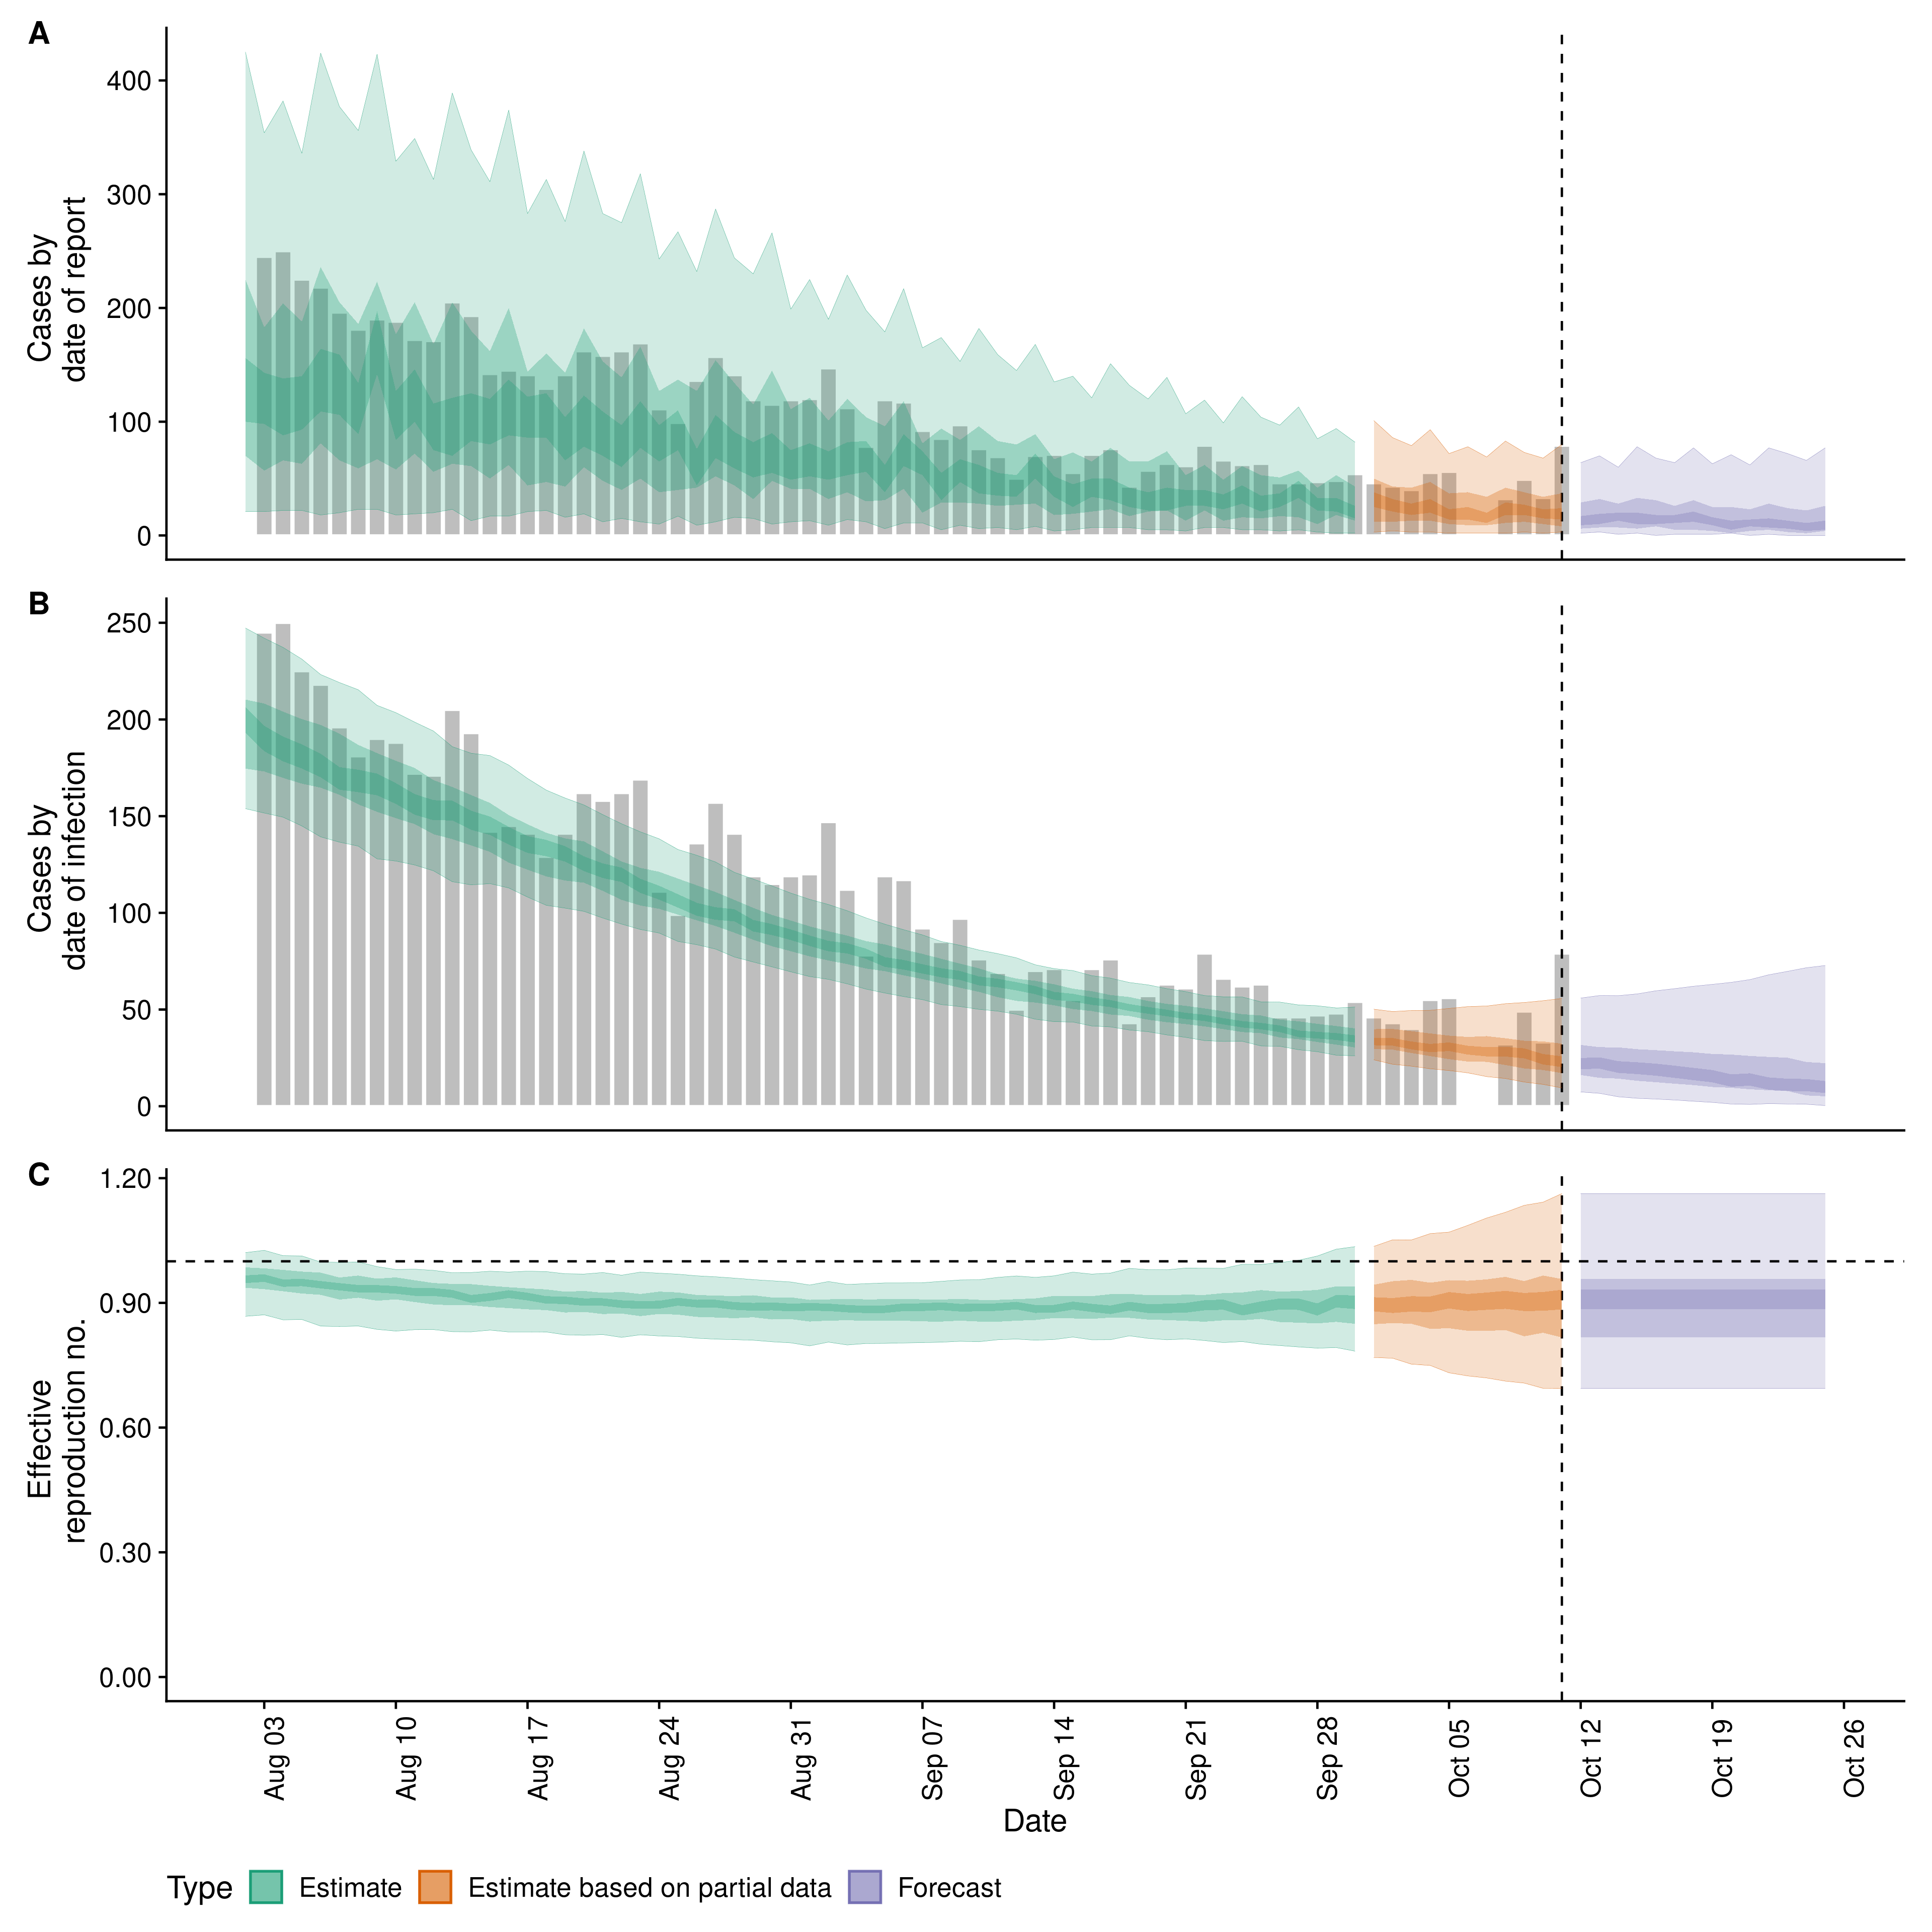 A
400
300
200
100
0
Cases by
date of report
B
250
200
150
100
50
0
Cases by
date of infection
C
1.20
0.90
0.60
0.30
0.00
Effective
reproduction no.
Aug 03
Aug 10
Aug 17
Aug 24
Aug 31
Sep 07
Sep 14
Sep 21
Sep 28
Oct 05
Oct 12
Oct 19
Oct 26
Date
Type Estimate Estimate based on partial data Forecast